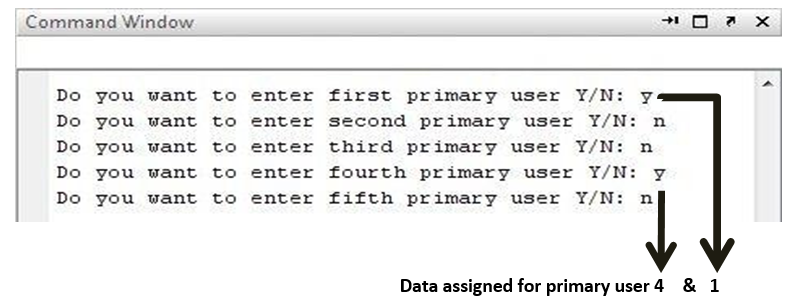 Command Window
Do you want to enter first primary user Y/N: y
Do you want to enter second primary user Y/N: n
Do you want to enter third primary user Y/N: n
Do you want to enter fourth primary user Y/N: y
Do you want to enter fifth primary user Y/N: n
Data assigned for primary user 4 & 1